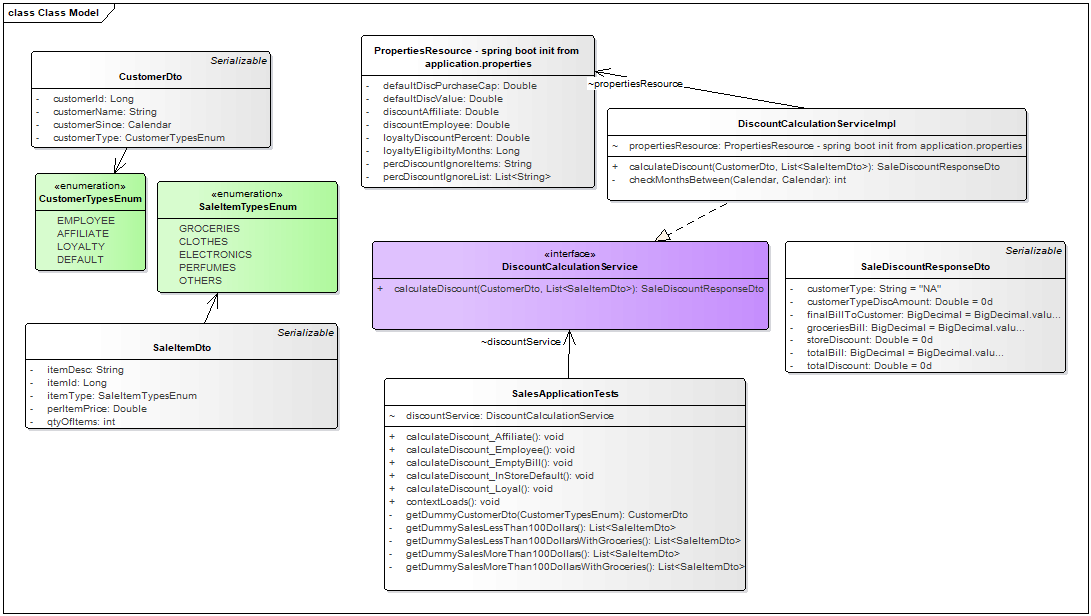 class Class Model
Serializable
CustomerDto
- customerId: Long
- customerName: String
- customerSince: Calendar
- customerType: CustomerTypesEnum
«enumeration»
CustomerTypesEnum
EMPLOYEE
AFFILIATE
LOYALTY
DEFAULT
«enumeration»
SaleItemTypesEnum
GROCERIES
CLOTHES
ELECTRONICS
PERFUMES
OTHERS
Serializable
SaleItemDto
- itemDesc: String
- itemId: Long
- itemType: SaleItemTypesEnum
- perItemPrice: Double
- qtyOfItems: int
PropertiesResource - spring boot init from
application.properties
- defaultDiscPurchaseCap: Double
- defaultDiscValue: Double
- discountAffiliate: Double
- discountEmployee: Double
- loyaltyDiscountPercent: Double
- loyaltyEligibiltyMonths: Long
- percDiscountIgnoreItems: String
- percDiscountIgnoreList: List<String>
~propertiesResource
DiscountCalculationServiceImpl
~ propertiesResource: PropertiesResource - spring boot init from application.properties
+ calculateDiscount(CustomerDto, List<SaleItemDto>): SaleDiscountResponseDto
- checkMonthsBetween(Calendar, Calendar): int
«interface»
DiscountCalculationService
+ calculateDiscount(CustomerDto, List<SaleItemDto>): SaleDiscountResponseDto
Serializable
SaleDiscountResponseDto
- customerType: String = "NA"
- customerTypeDiscAmount: Double = 0d
- finalBillToCustomer: BigDecimal = BigDecimal.valu...
- groceriesBill: BigDecimal = BigDecimal.valu...
- storeDiscount: Double = 0d
- totalBill: BigDecimal = BigDecimal.valu...
- totalDiscount: Double = 0d
~discountService
SalesApplicationTests
~ discountService: DiscountCalculationService
+ calculateDiscount_Affiliate(): void
+ calculateDiscount_Employee(): void
+ calculateDiscount_EmptyBill(): void
+ calculateDiscount_InStoreDefault(): void
+ calculateDiscount_Loyal(): void
+ contextLoads(): void
- getDummyCustomerDto(CustomerTypesEnum): CustomerDto
- getDummySalesLessThan100Dollars(): List<SaleItemDto>
- getDummySalesLessThan100DollarsWithGroceries(): List<SaleItemDto>
- getDummySalesMoreThan100Dollars(): List<SaleItemDto>
- getDummySalesMoreThan100DollarsWithGroceries(): List<SaleItemDto>